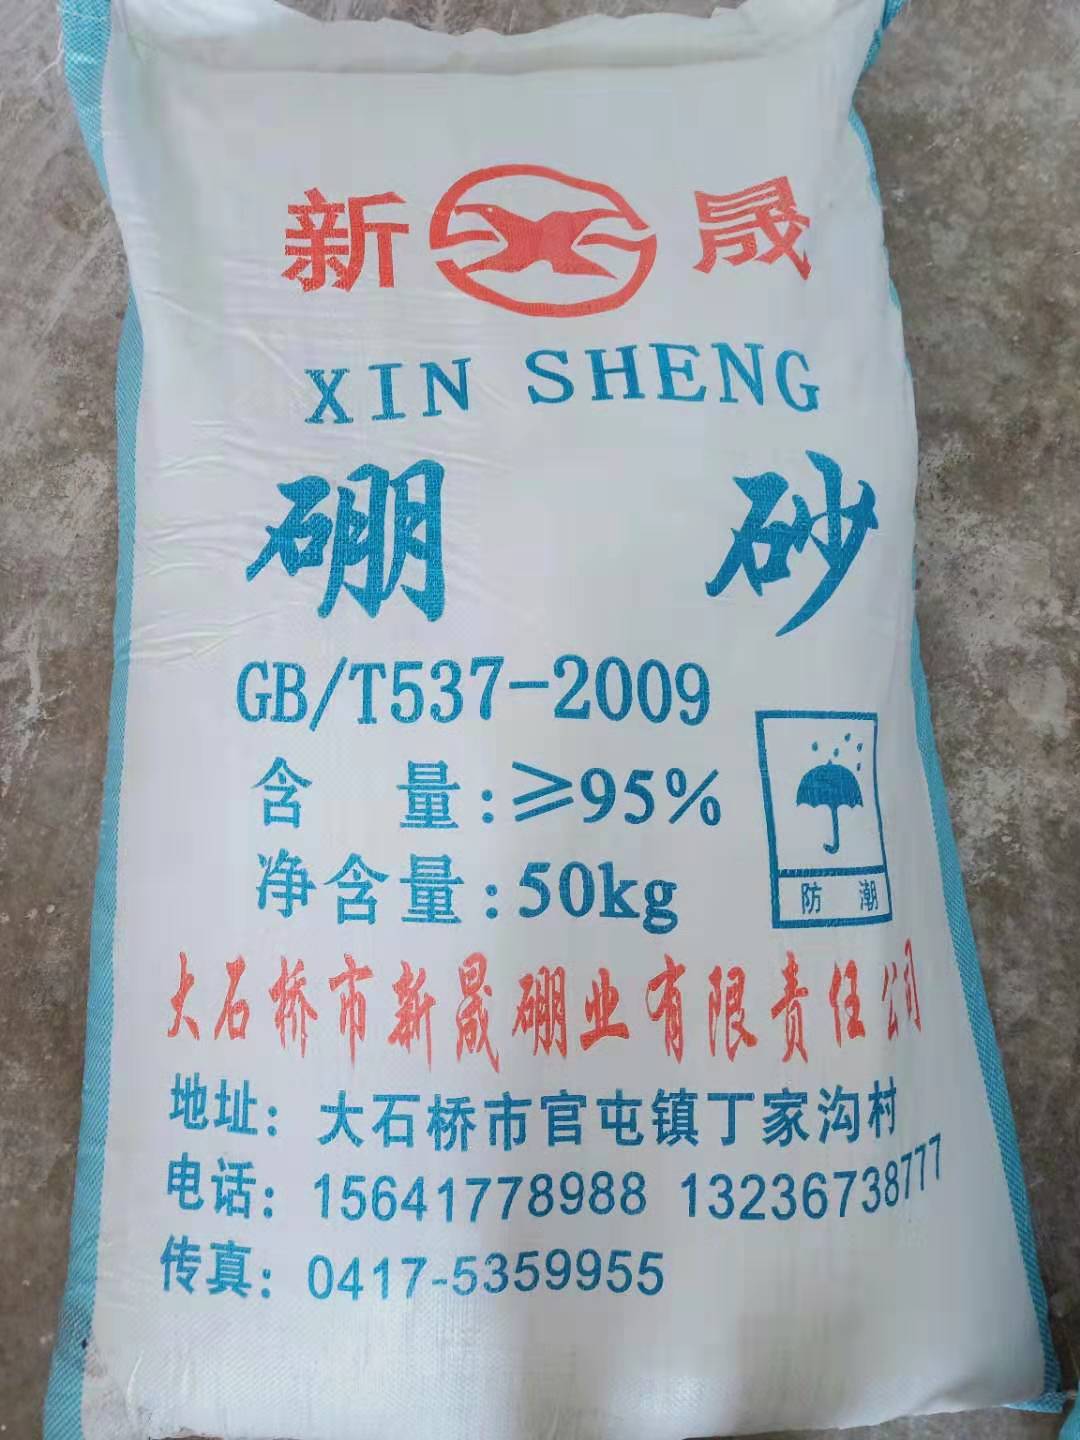 新 晟
XIN SHENG
硼 砂
GB/T537-2009
含 量:≥95%
净含量:50kg
防 潮
大石桥市新晟硼业有限责任公司
地址: 大石桥市官屯镇丁家沟村
电话: 15641778988 13236738777
传真: 0417-5359955